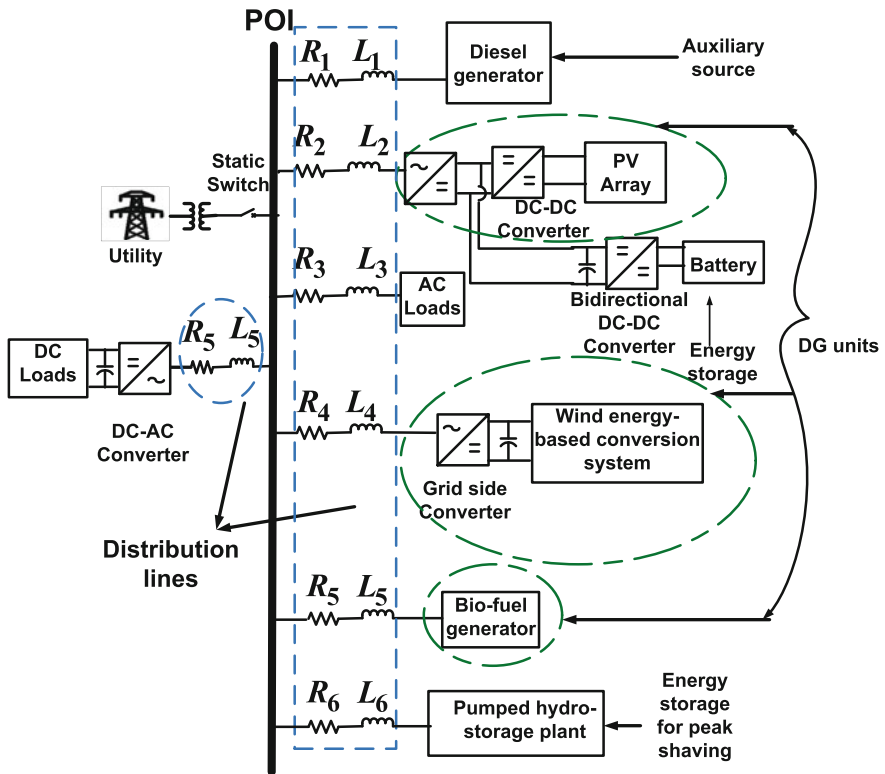 POI
R1 L1
Diesel
generator
Auxiliary
source
R2 L2
PV
Array
DC-DC
Converter
Static
Switch
Utility
R3 L3
AC
Loads
Battery
Bidirectional
DC-DC
Converter
Energy
storage
DG units
R5 L5
DC
Loads
DC-AC
Converter
R4 L4
Wind energy-
based conversion
system
Grid side
Converter
Distribution
lines
R5 L5
Bio-fuel
generator
R6 L6
Pumped hydro-
storage plant
Energy
storage
for peak
shaving